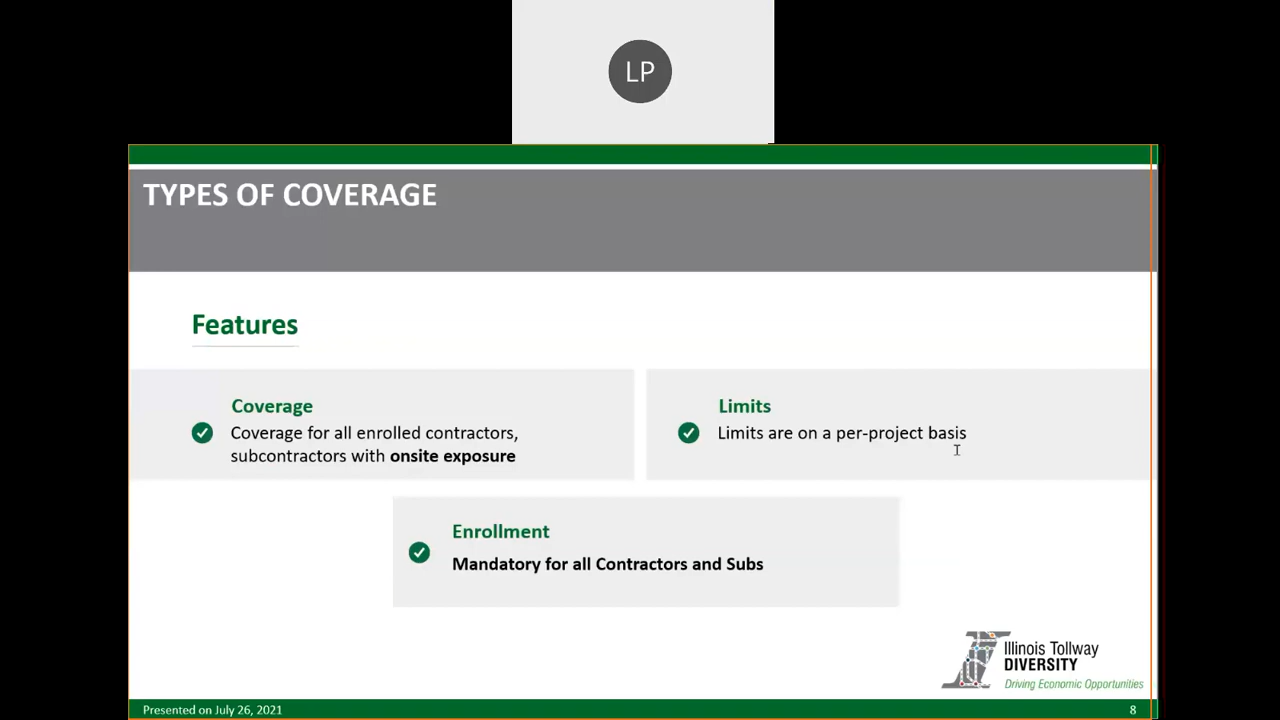 LP
TYPES OF COVERAGE
Features
Coverage
Coverage for all enrolled contractors,
subcontractors with onsite exposure
Limits
Limits are on a per-project basis
Enrollment
Mandatory for all Contractors and Subs
Illinois Tollway
DIVERSITY
Driving Economic Opportunities
Presented on July 26, 2021
8